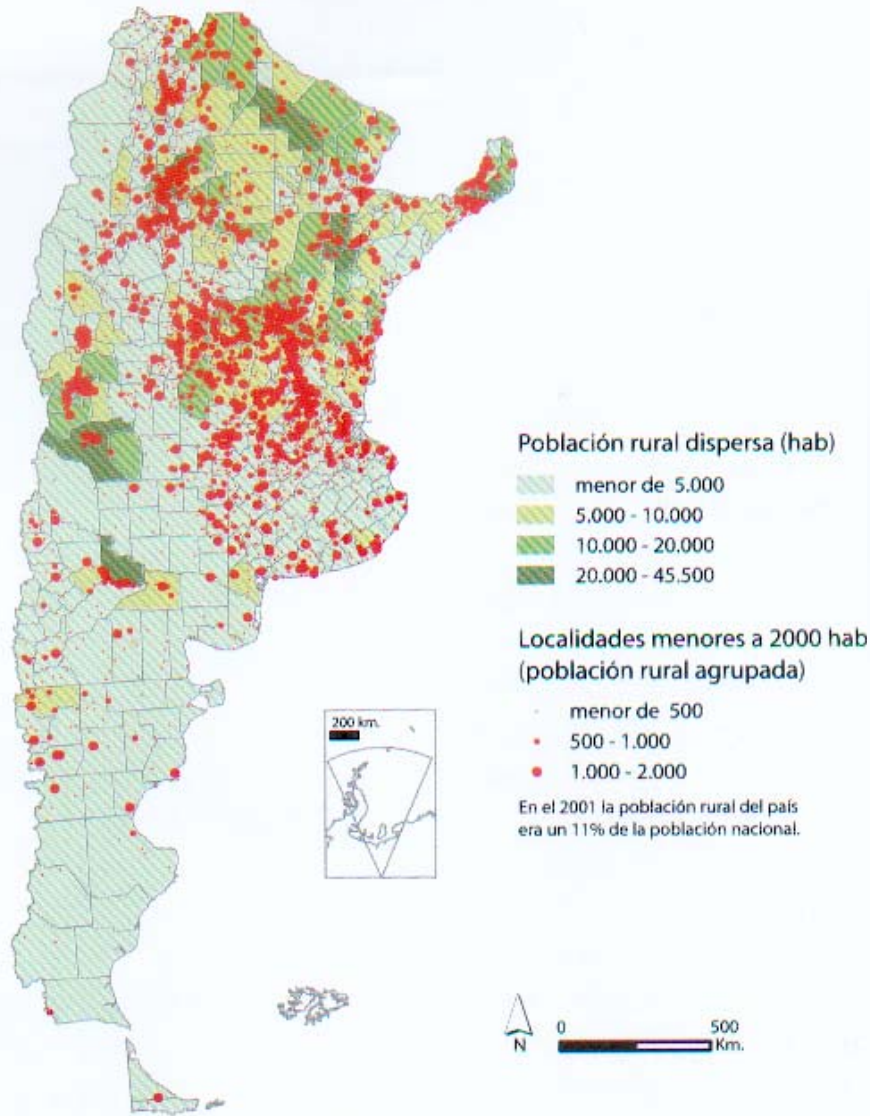 Población rural dispersa (hab)
menor de 5.000
5.000 - 10.000
10.000 - 20.000
20.000 - 45.500
Localidades menores a 2000 hab
(población rural agrupada)
menor de 500
500 - 1.000
1.000 - 2.000
En el 2001 la población rural del país
era un 11% de la población nacional.
200 km.
N
0 500
Km.